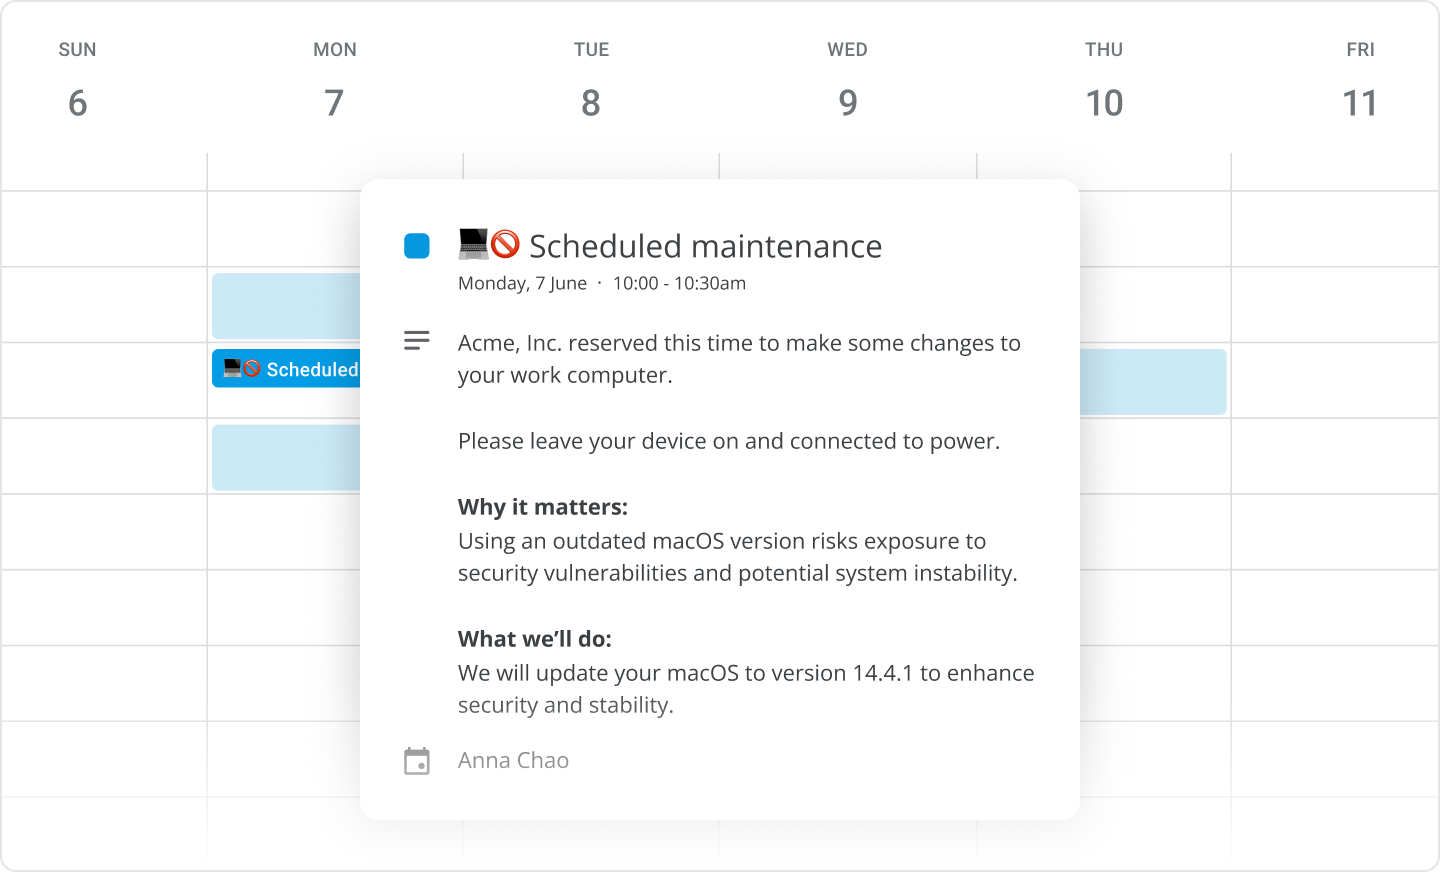 SUN MON TUE WED THU FRI
6 7 8 9 10 11
Scheduled maintenance
Monday, 7 June · 10:00 - 10:30am
Acme, Inc. reserved this time to make some changes to
your work computer.
Scheduled
Please leave your device on and connected to power.
Why it matters:
Using an outdated macOS version risks exposure to
security vulnerabilities and potential system instability.
What we’ll do:
We will update your macOS to version 14.4.1 to enhance
security and stability.
Anna Chao